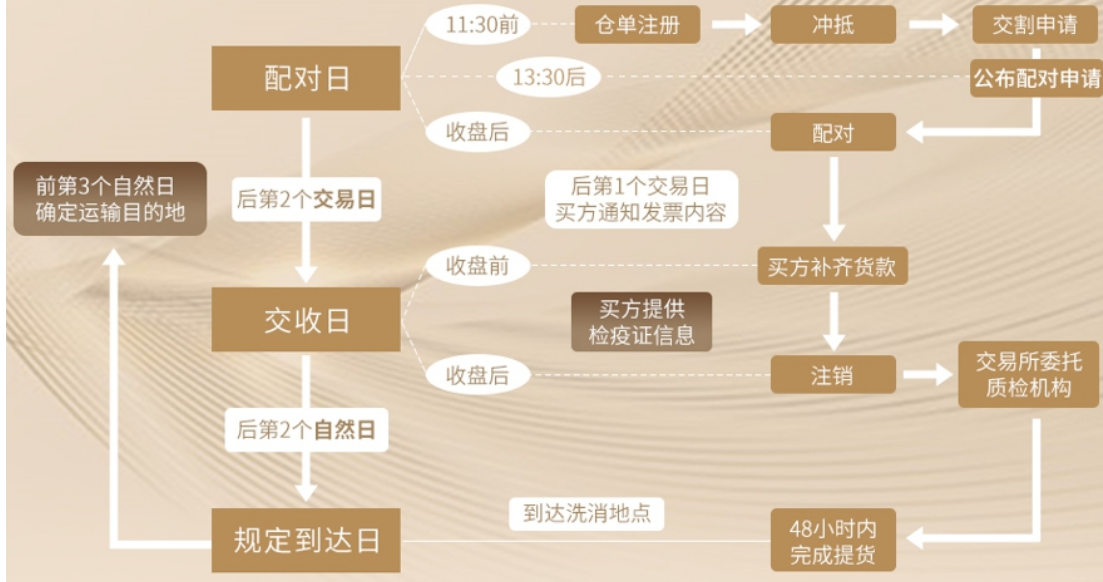 11:30前
仓单注册
冲抵
交割申请
配对日
13:30后
公布配对申请
收盘后
配对
前第3个自然日
确定运输目的地
后第2个交易日
后第1个交易日
买方通知发票内容
收盘前
买方补齐货款
交收日
买方提供
检疫证信息
收盘后
注销
交易所委托
质检机构
后第2个自然日
规定到达日
到达洗消地点
48小时内
完成提货